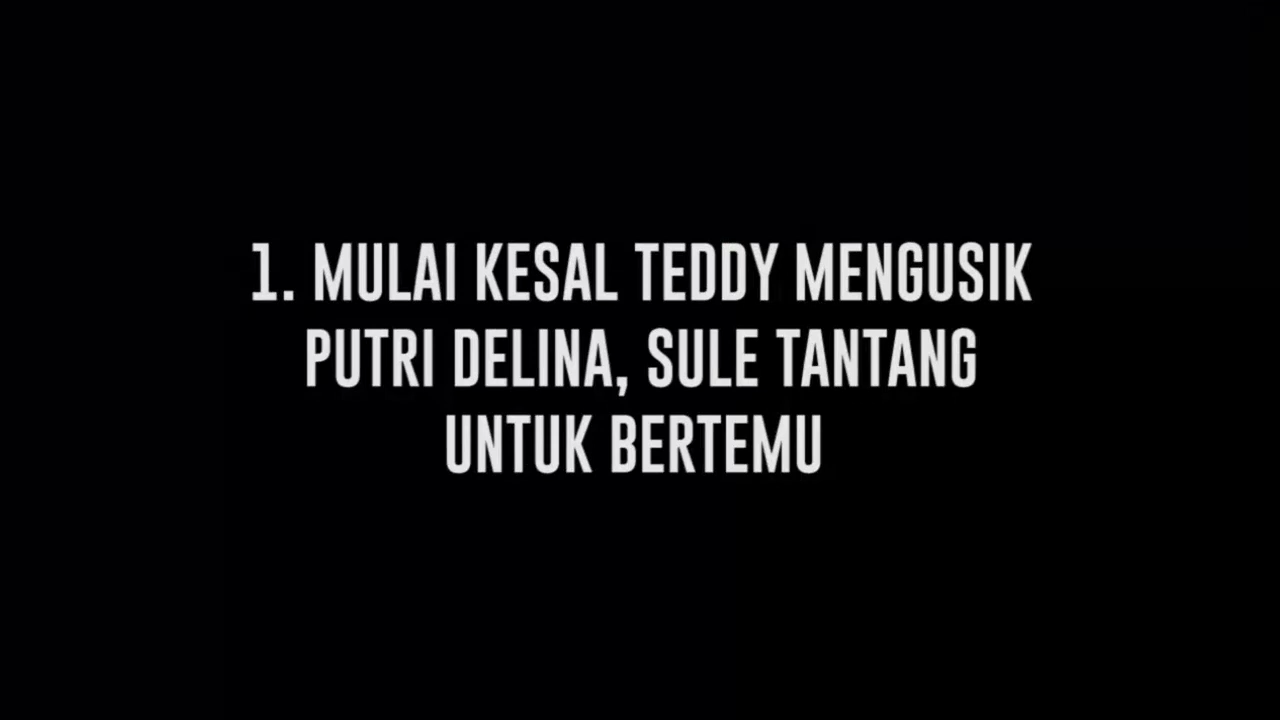 1. MULAI KESAL TEDDY MENGUSIK
PUTRI DELINA, SULE TANTANG
UNTUK BERTEMU